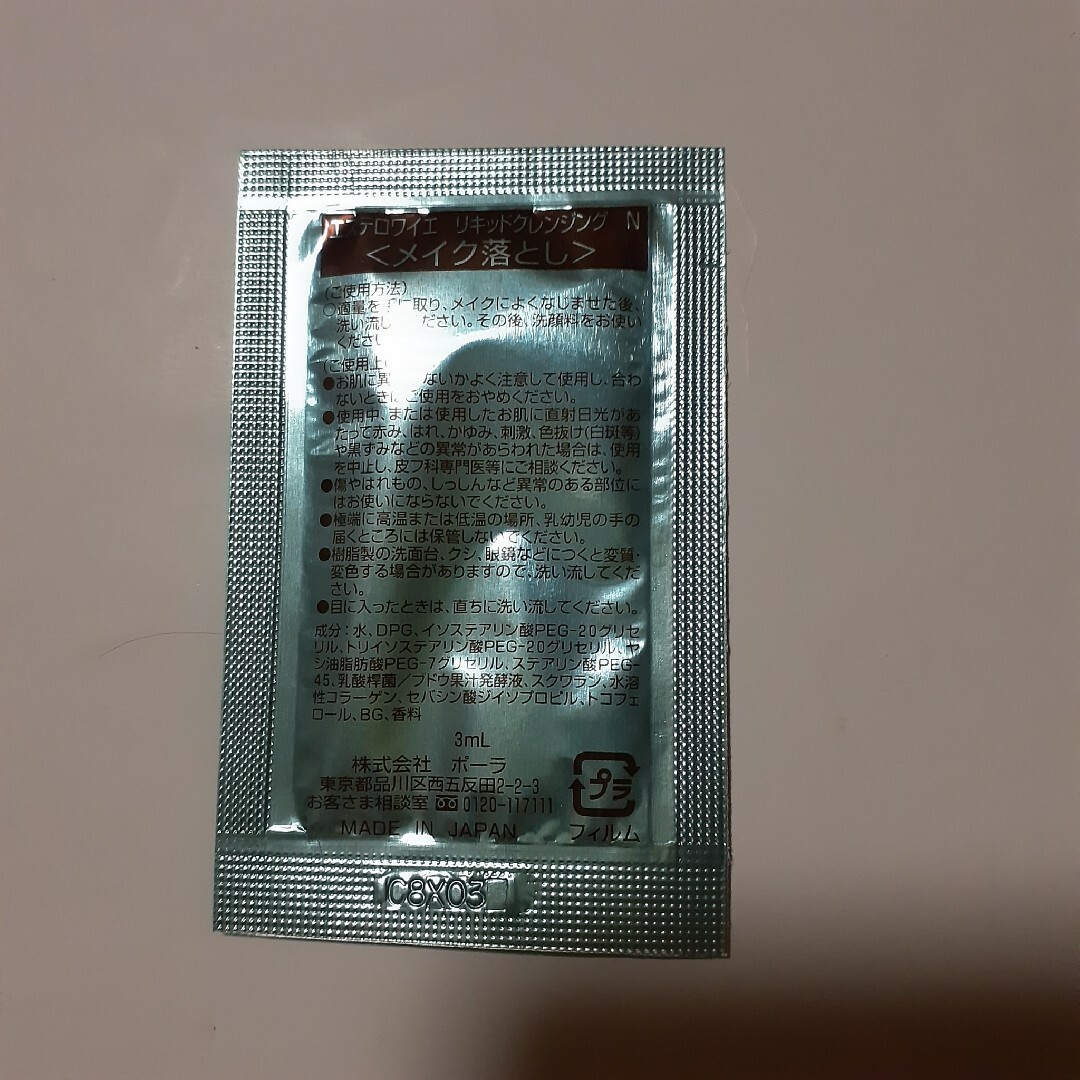 テロワイエ リキッドクレンジング N
<メイク落とし>
(ご使用方法)
○適量を 取り、メイクによくなじませた後、
洗い流し ださい。その後、洗顔料をお使い
くださ
(ご使用上
●お肌に異 ないかよく注意して使用し、合わ
ないとき ご使用をおやめください。
●使用中、または使用したお肌に直射日光があ
たって赤み、はれ、かゆみ、刺激、色抜け(白斑等)
や黒ずみなどの異常があらわれた場合は、使用
を中止し、皮フ科専門医等にご相談ください。
●傷やはれもの、しっしんなど異常のある部位に
はお使いにならないでください。
●極端に高温または低温の場所、乳幼児の手の
届くところには保管しないでください。
●樹脂製の洗面台、クシ、眼鏡などにつくと変質・
変色する場合がありますので、洗い流してくだ
さい。
●目に入ったときは、直ちに洗い流してください。
成分:水、DPG、イソステアリン酸PEG-20グリセ
リル、トリイソステアリン酸PEG-20グリセリル、ヤ
シ油脂肪酸PEG-7グリセリル、ステアリン酸PEG-
45、乳酸桿菌/ブドウ果汁発酵液、スクワラン、水溶
性コラーゲン、セバシン酸ジイソプロピル、トコフェ
ロール、BG、香料
3mL
株式会社 ポーラ
東京都品川区西五反田2-2-3
お客さま相談室 0120-117111
MADE IN JAPAN
プラ
フィルム
C8X03